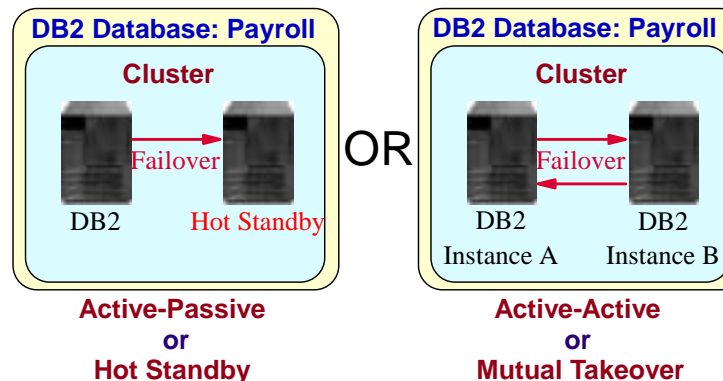 DB2 Database: Payroll
Cluster
Failover
DB2
Hot Standby
Active-Passive
or
Hot Standby
OR
DB2 Database: Payroll
Cluster
Failover
DB2
Instance A
DB2
Instance B
Active-Active
or
Mutual Takeover